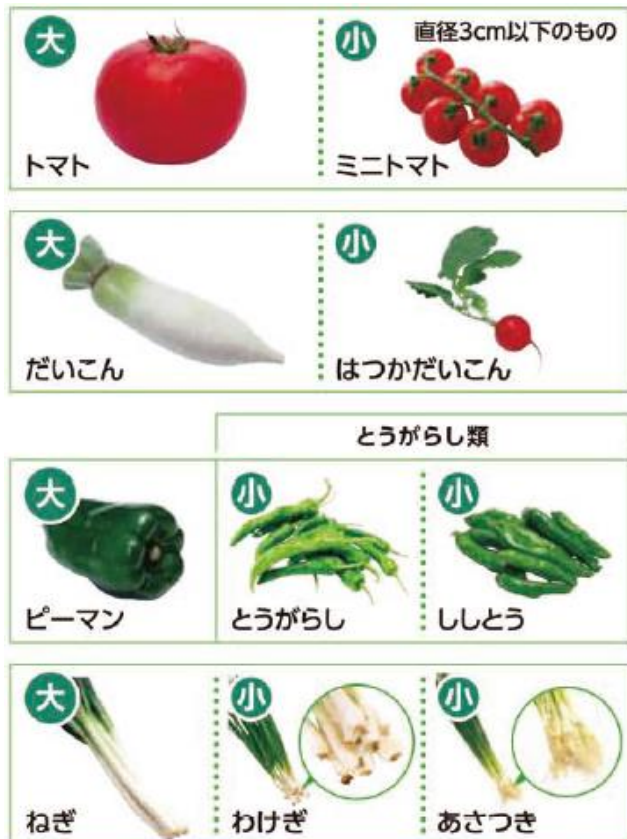 大
小
直径3cm以下のもの
トマト
ミニトマト
大
小
だいこん
はつかだいこん
とうがらし類
大
小
小
ピーマン
とうがらし
ししとう
大
小
小
ねぎ
わけぎ
あさつき